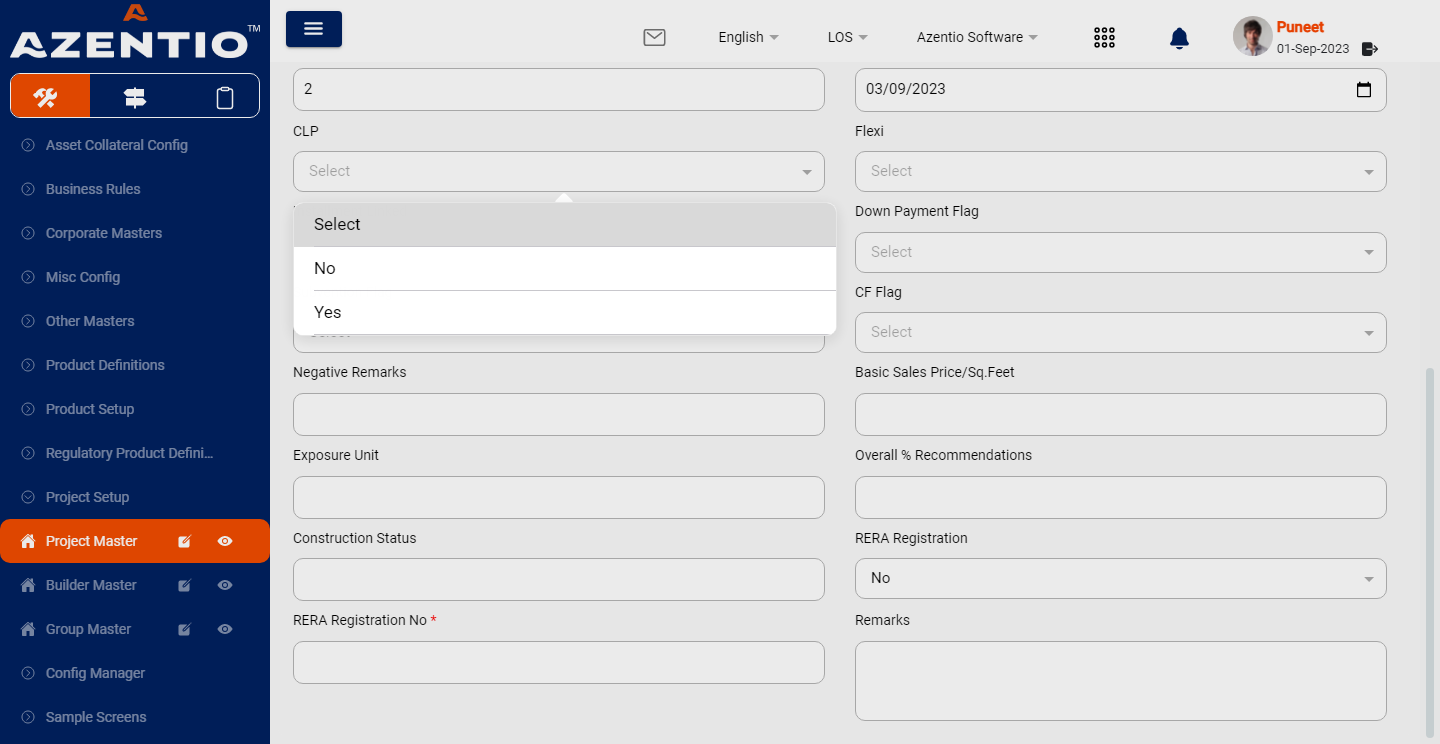 AZENTIO™
English
LOS
Azentio Software
Puneet
01-Sep-2023
Asset Collateral Config
Business Rules
Corporate Masters
Misc Config
Other Masters
Product Definitions
Product Setup
Regulatory Product Defini...
Project Setup
Project Master
Builder Master
Group Master
Config Manager
Sample Screens
2
03/09/2023
CLP
Flexi
Select
Select
Select
No
Yes
Down Payment Flag
Select
CF Flag
Select
Negative Remarks
Basic Sales Price/Sq.Feet
Exposure Unit
Overall % Recommendations
Construction Status
RERA Registration
No
RERA Registration No *
Remarks